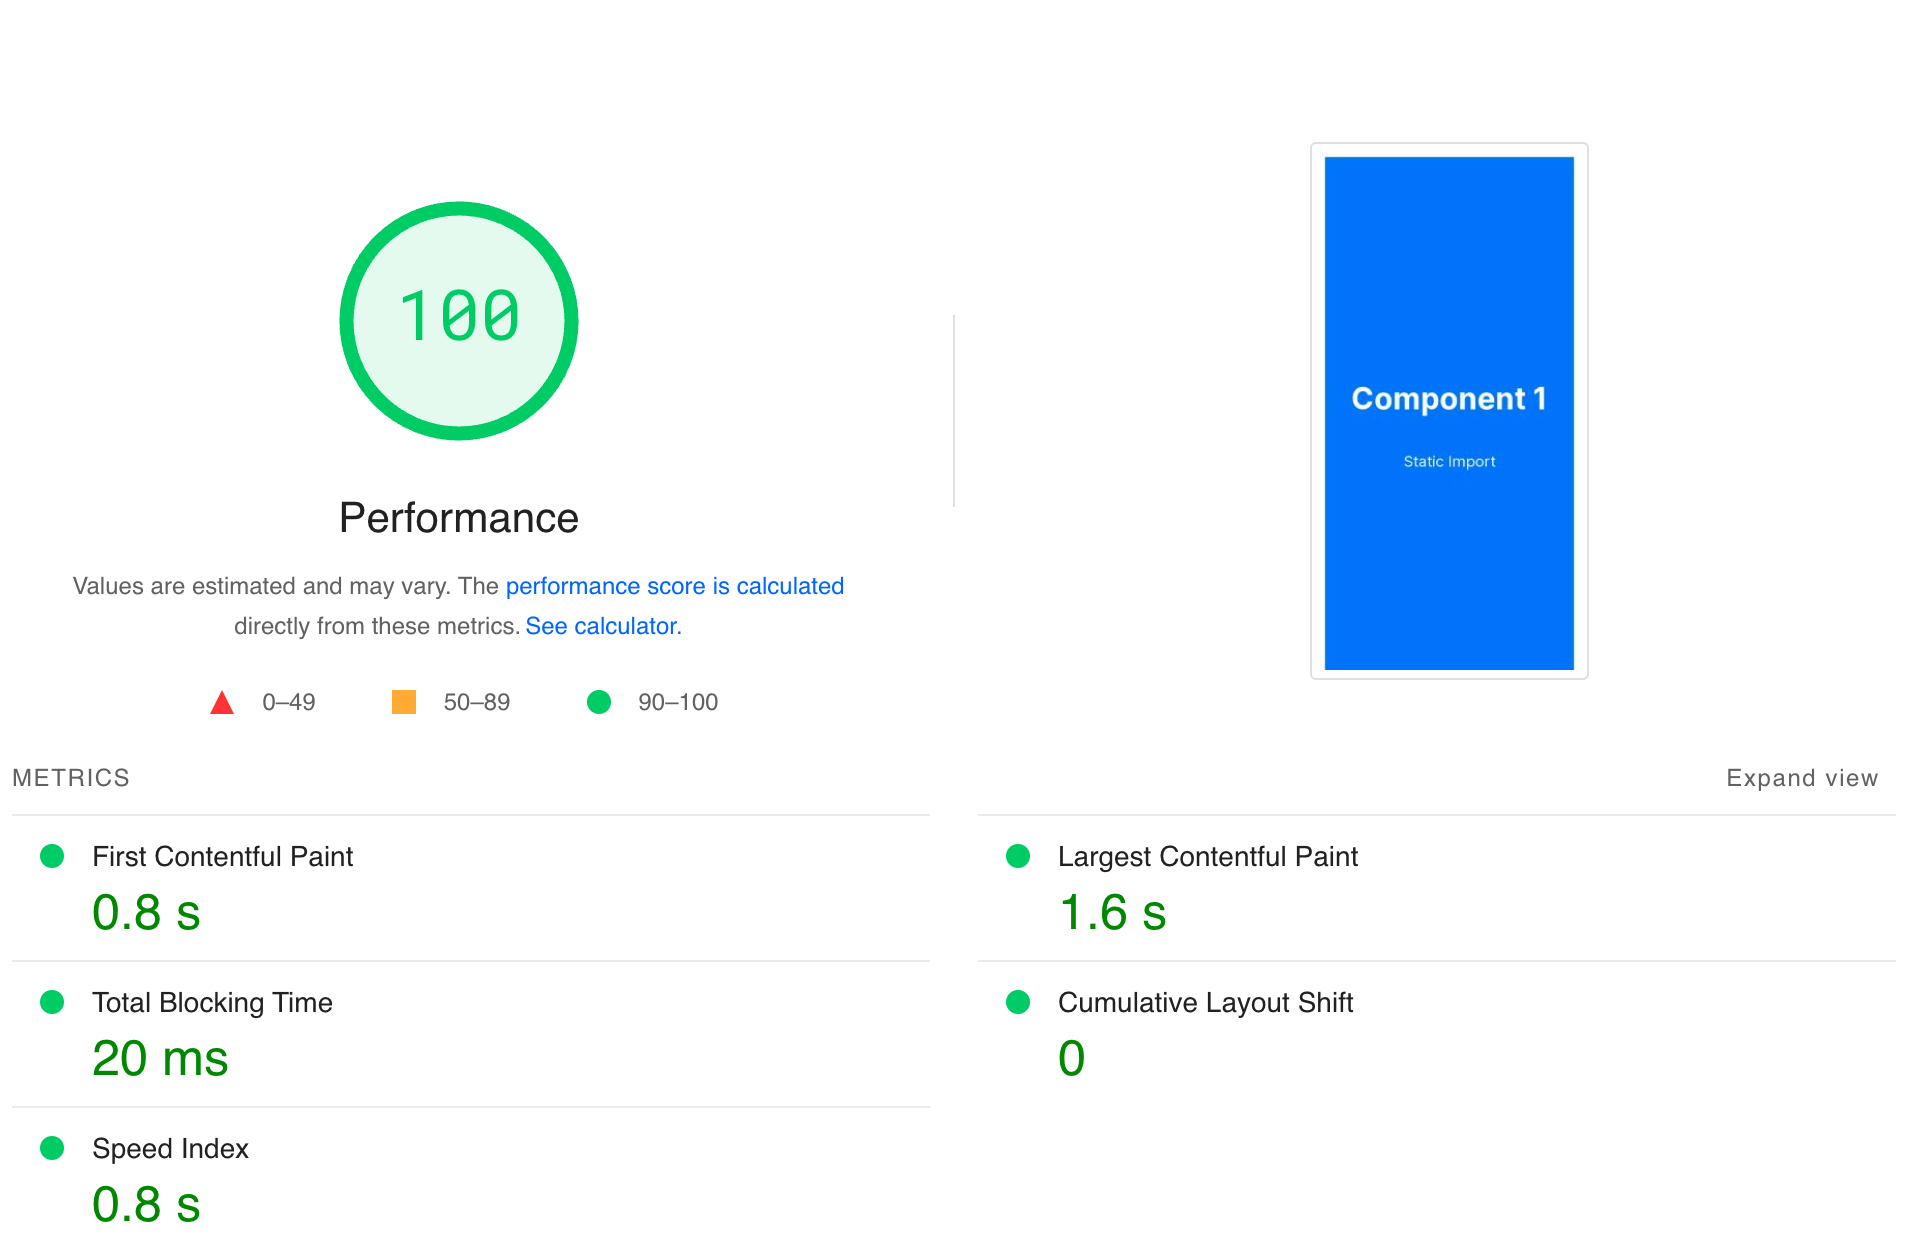 100
Performance
Values are estimated and may vary. The performance score is calculated
directly from these metrics. See calculator.
0–49
50–89
90–100
Component 1
Static Import
METRICS
Expand view
First Contentful Paint
0.8 s
Largest Contentful Paint
1.6 s
Total Blocking Time
20 ms
Cumulative Layout Shift
0
Speed Index
0.8 s